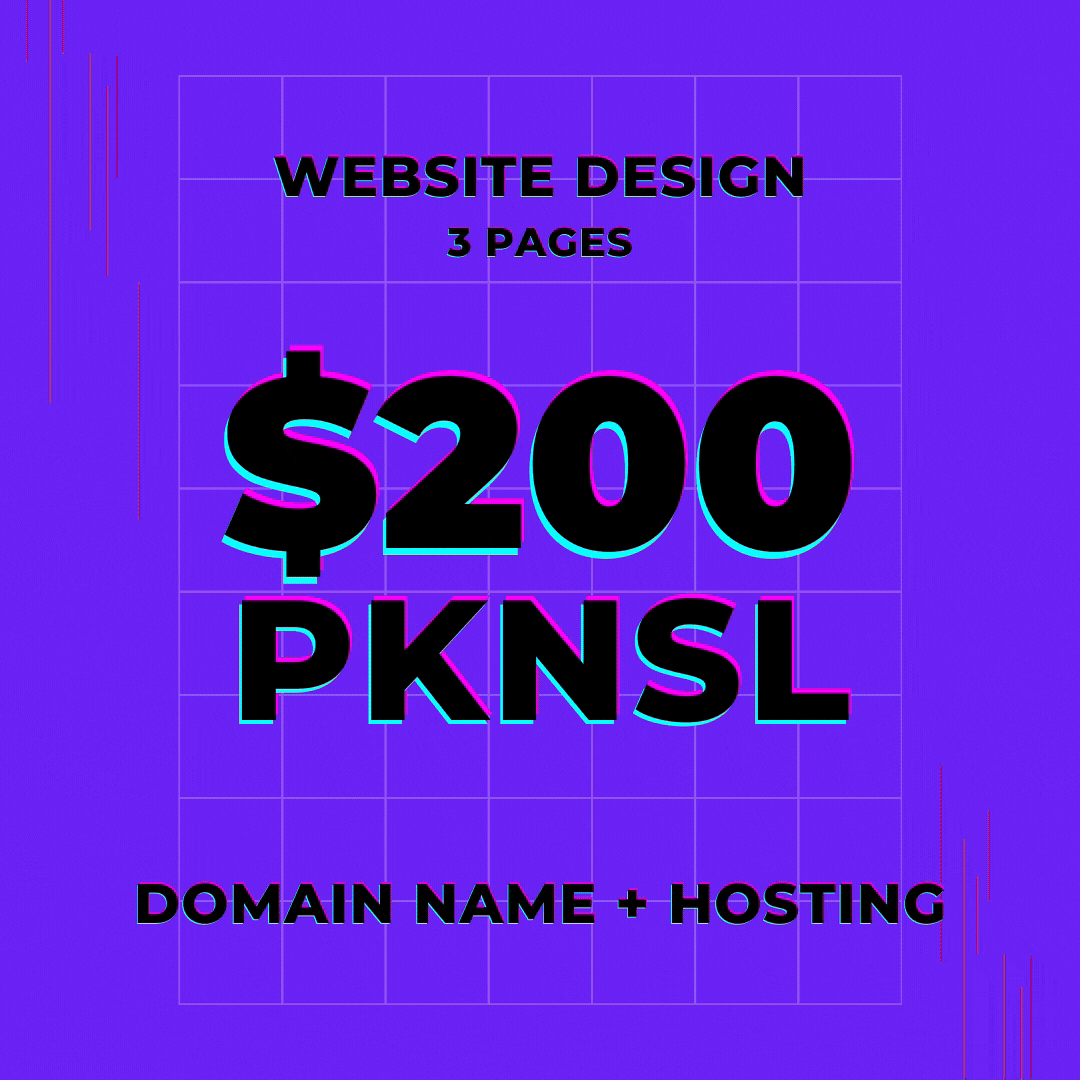 WEBSITE DESIGN
3 PAGES
$200
PKNSL
DOMAIN NAME + HOSTING